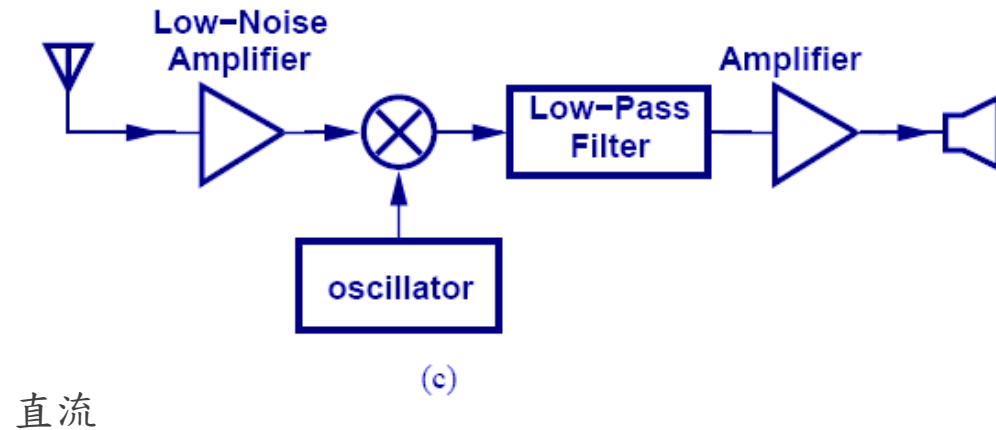 Low-Noise
Amplifier
Amplifier
Low-Pass
Filter
oscillator
(c)
直流